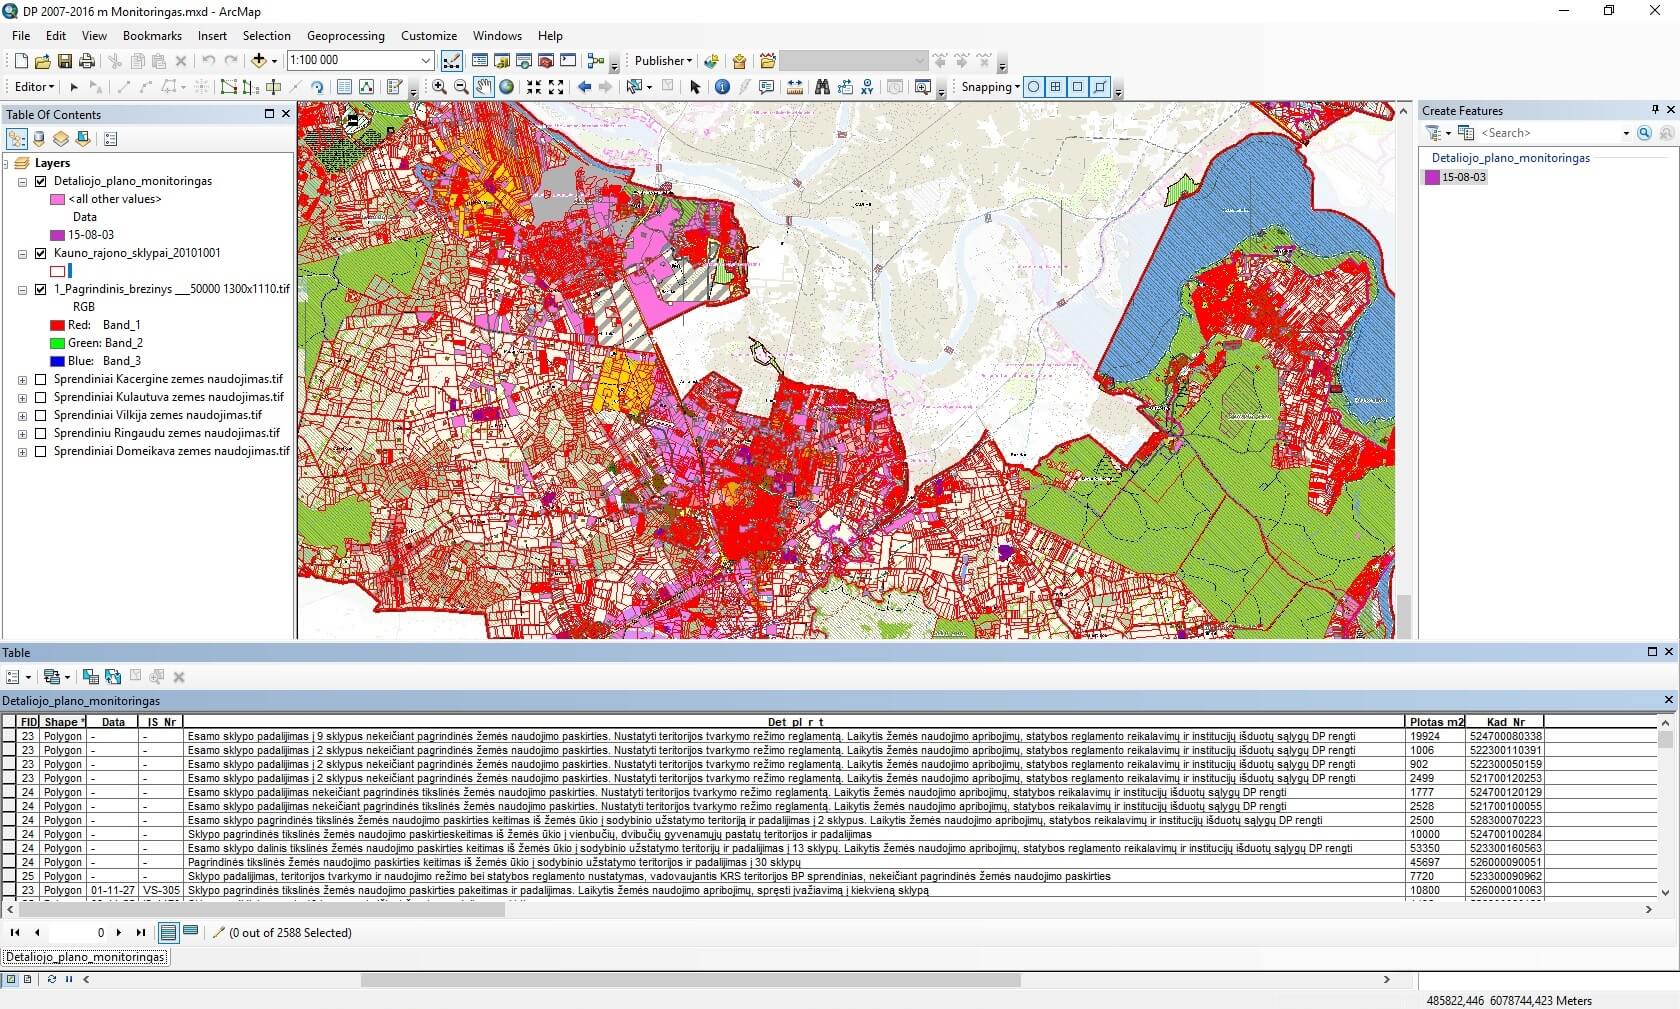 DP 2007-2016 m Monitoringas.mxd - ArcMap
File Edit View Bookmarks Insert Selection Geoprocessing Customize Windows Help
1:100 000
Publisher
Editor
Snapping
Table Of Contents
Layers
Detaliojo_plano_monitoringas
<all other values>
Data
15-08-03
Kauno_rajono_sklypai_20101001
1_Pagrindinis_brezinys __50000 1300x1110.tif
RGB
Red: Band_1
Green: Band_2
Blue: Band_3
Sprendiniai Kacergine zemes naudojimas.tif
Sprendiniai Kulautuva zemes naudojimas.tif
Sprendiniai Vilkija zemes naudojimas.tif
Sprendiniu Ringaudu zemes naudojimas.tif
Sprendiniai Domeikava zemes naudojimas.tif
Create Features
<Search>
Detaliojo_plano_monitoringas
15-08-03
Table
Detaliojo_plano_monitoringas
FID Shape * Data IS_Nr Det_pl_r_t Plotas m2 Kad_Nr
23 Polygon - - Esamo sklypo padalijimas į 9 sklypus nekeičiant pagrindinės žemės naudojimo paskirties. Nustatyti teritorijos tvarkymo režimo reglamentą. Laikytis žemės naudojimo apribojimų, statybos reglamento reikalavimų ir institucijų išduotų sąlygų DP rengti 19924 524700080338
23 Polygon - - Esamo sklypo padalijimas į 2 sklypus nekeičiant pagrindinės žemės naudojimo paskirties. Nustatyti teritorijos tvarkymo režimo reglamentą. Laikytis žemės naudojimo apribojimų, statybos reglamento reikalavimų ir institucijų išduotų sąlygų DP rengti 1006 522300110391
23 Polygon - - Esamo sklypo padalijimas į 2 sklypus nekeičiant pagrindinės žemės naudojimo paskirties. Nustatyti teritorijos tvarkymo režimo reglamentą. Laikytis žemės naudojimo apribojimų, statybos reglamento reikalavimų ir institucijų išduotų sąlygų DP rengti 902 522300050159
23 Polygon - - Esamo sklypo padalijimas į 2 sklypus nekeičiant pagrindinės žemės naudojimo paskirties. Nustatyti teritorijos tvarkymo režimo reglamentą. Laikytis žemės naudojimo apribojimų, statybos reglamento reikalavimų ir institucijų išduotų sąlygų DP rengti 2499 521700120253
24 Polygon - - Esamo sklypo padalijimas nekeičiant pagrindinės tikslinės žemės naudojimo paskirties. Nustatyti teritorijos tvarkymo režimo reglamentą. Laikytis žemės naudojimo apribojimų, statybos reikalavimų ir institucijų išduotų sąlygų DP rengti 1777 524700120129
24 Polygon - - Esamo sklypo padalijimas nekeičiant pagrindinės tikslinės žemės naudojimo paskirties. Nustatyti teritorijos tvarkymo režimo reglamentą. Laikytis žemės naudojimo apribojimų, statybos reikalavimų ir institucijų išduotų sąlygų DP rengti 2528 521700100055
24 Polygon - - Esamo sklypo pagrindinės tikslinės žemės naudojimo paskirties keitimas iš žemės ūkio į sodybinio užstatymo teritoriją ir padalijimas į 2 sklypus. Laikytis žemės naudojimo apribojimų, statybos reikalavimų ir institucijų išduotų sąlygų DP rengti 2500 528300070223
24 Polygon - - Sklypo pagrindinės tikslinės žemės naudojimo paskirtieskeitimas iš žemės ūkio į vienbučių, dvibučių gyvenamųjų pastatų teritorijos ir padalijimas 10000 524700100284
24 Polygon - - Esamo sklypo dalinis tikslinės žemės naudojimo paskirties keitimas iš žemės ūkio į sodybinio užstatymo teritorijų ir padalijimas į 13 sklypų. Laikytis žemės naudojimo apribojimų, statybos reglamento reikalavimų ir institucijų išduotų sąlygų DP rengti 53350 523300160563
24 Polygon - - Pagrindinės tikslinės žemės naudojimo paskirties keitimas iš žemės ūkio į sodybinio užstatymo teritorijos ir padalijimas į 30 sklypų 45697 526000090051
25 Polygon - - Sklypo padalijimas, teritorijos tvarkymo ir naudojimo režimo bei statybos reglamento nustatymas, vadovaujantis KRS teritorijos BP sprendinias, nekeičiant pagrindinės žemės naudojimo paskirties 7720 523300090962
23 Polygon 01-11-27 VS-305 Sklypo pagrindinės tikslinės žemės naudojimo paskirties pakeitimas ir padalijimas. Laikytis žemės naudojimo apribojimų, spręsti įvažiavimą į kiekvieną sklypą 10800 526000010063
0 (0 out of 2588 Selected)
Detaliojo_plano_monitoringas
485822,446 6078744,423 Meters